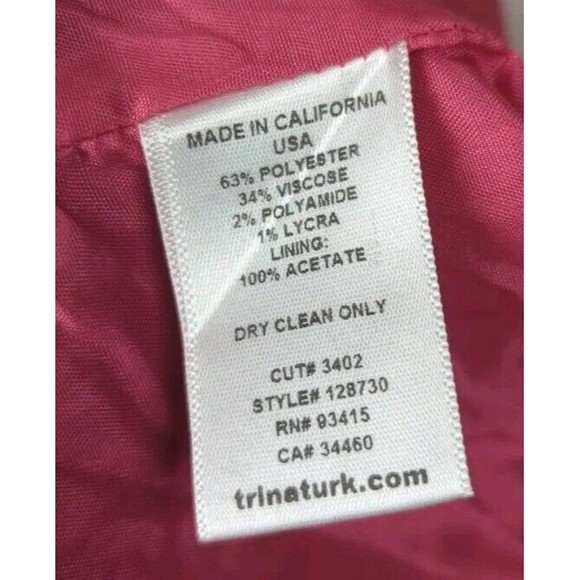 MADE IN CALIFORNIA
USA
63% POLYESTER
34% VISCOSE
2% POLYAMIDE
1% LYCRA
LINING:
100% ACETATE
DRY CLEAN ONLY
CUT# 3402
STYLE# 128730
RN# 93415
CA# 34460
trinaturk.com